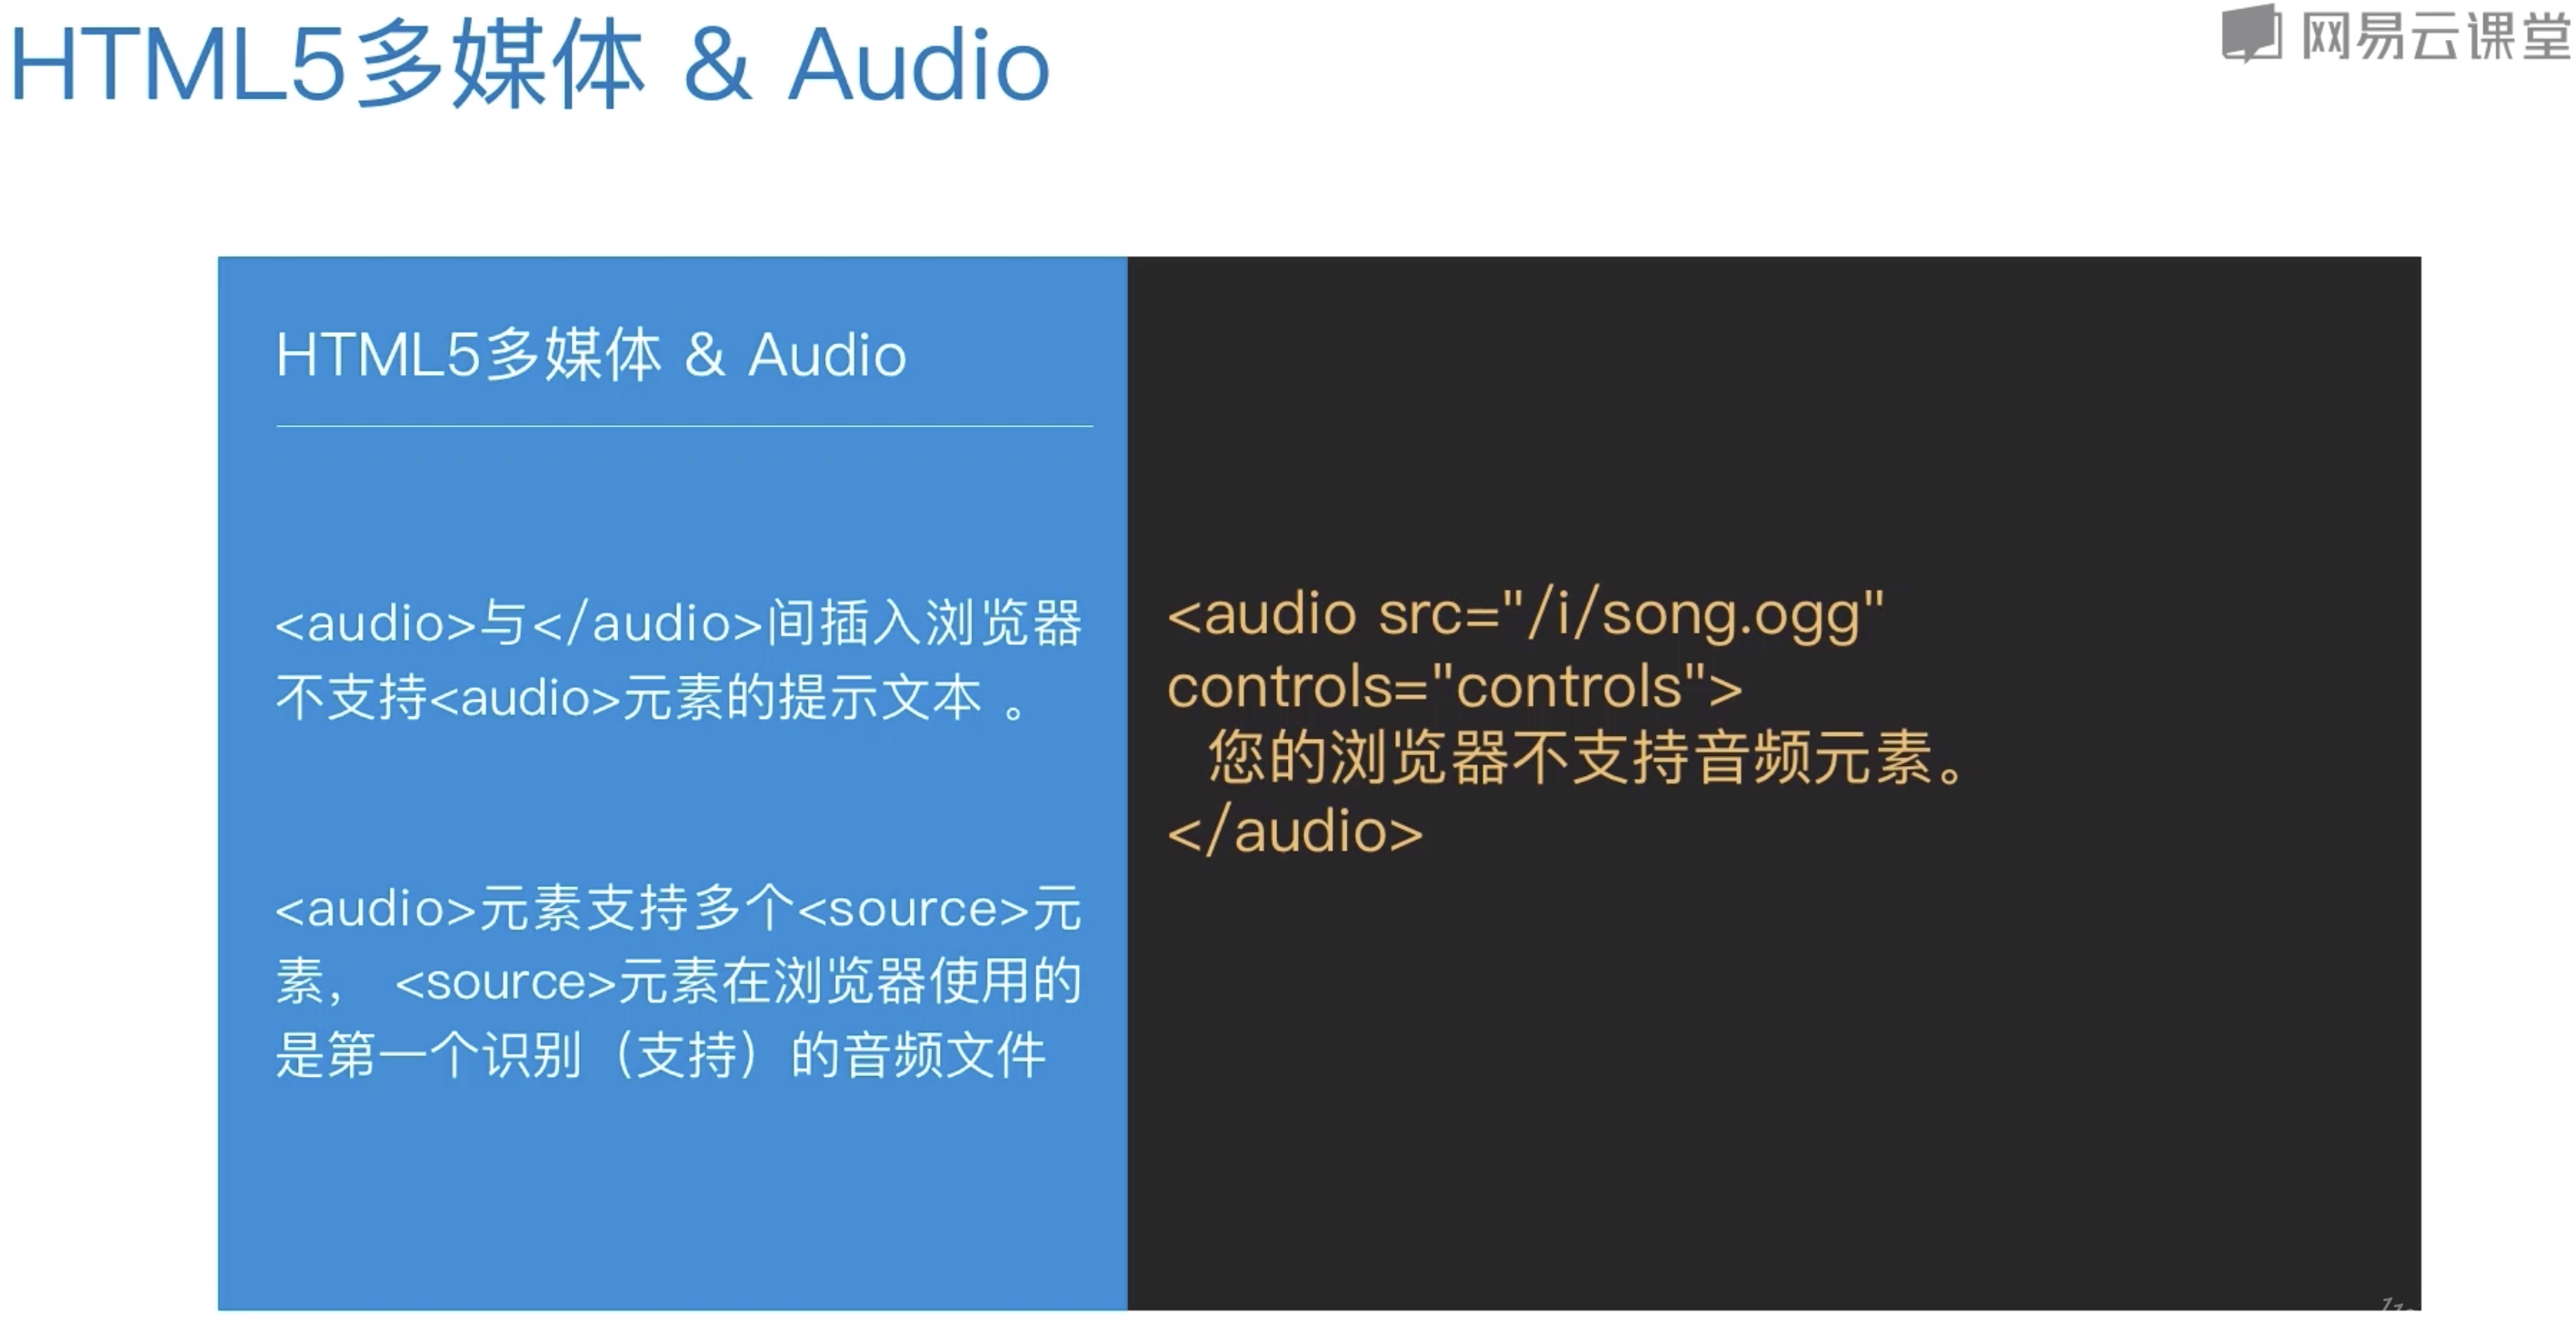 HTML5多媒体 & Audio
网易云课堂
HTML5多媒体 & Audio
<audio>与</audio>间插入浏览器
不支持<audio>元素的提示文本 。
<audio>元素支持多个<source>元
素， <source>元素在浏览器使用的
是第一个识别（支持）的音频文件
<audio src="/i/song.ogg"
controls="controls">
您的浏览器不支持音频元素。
</audio>